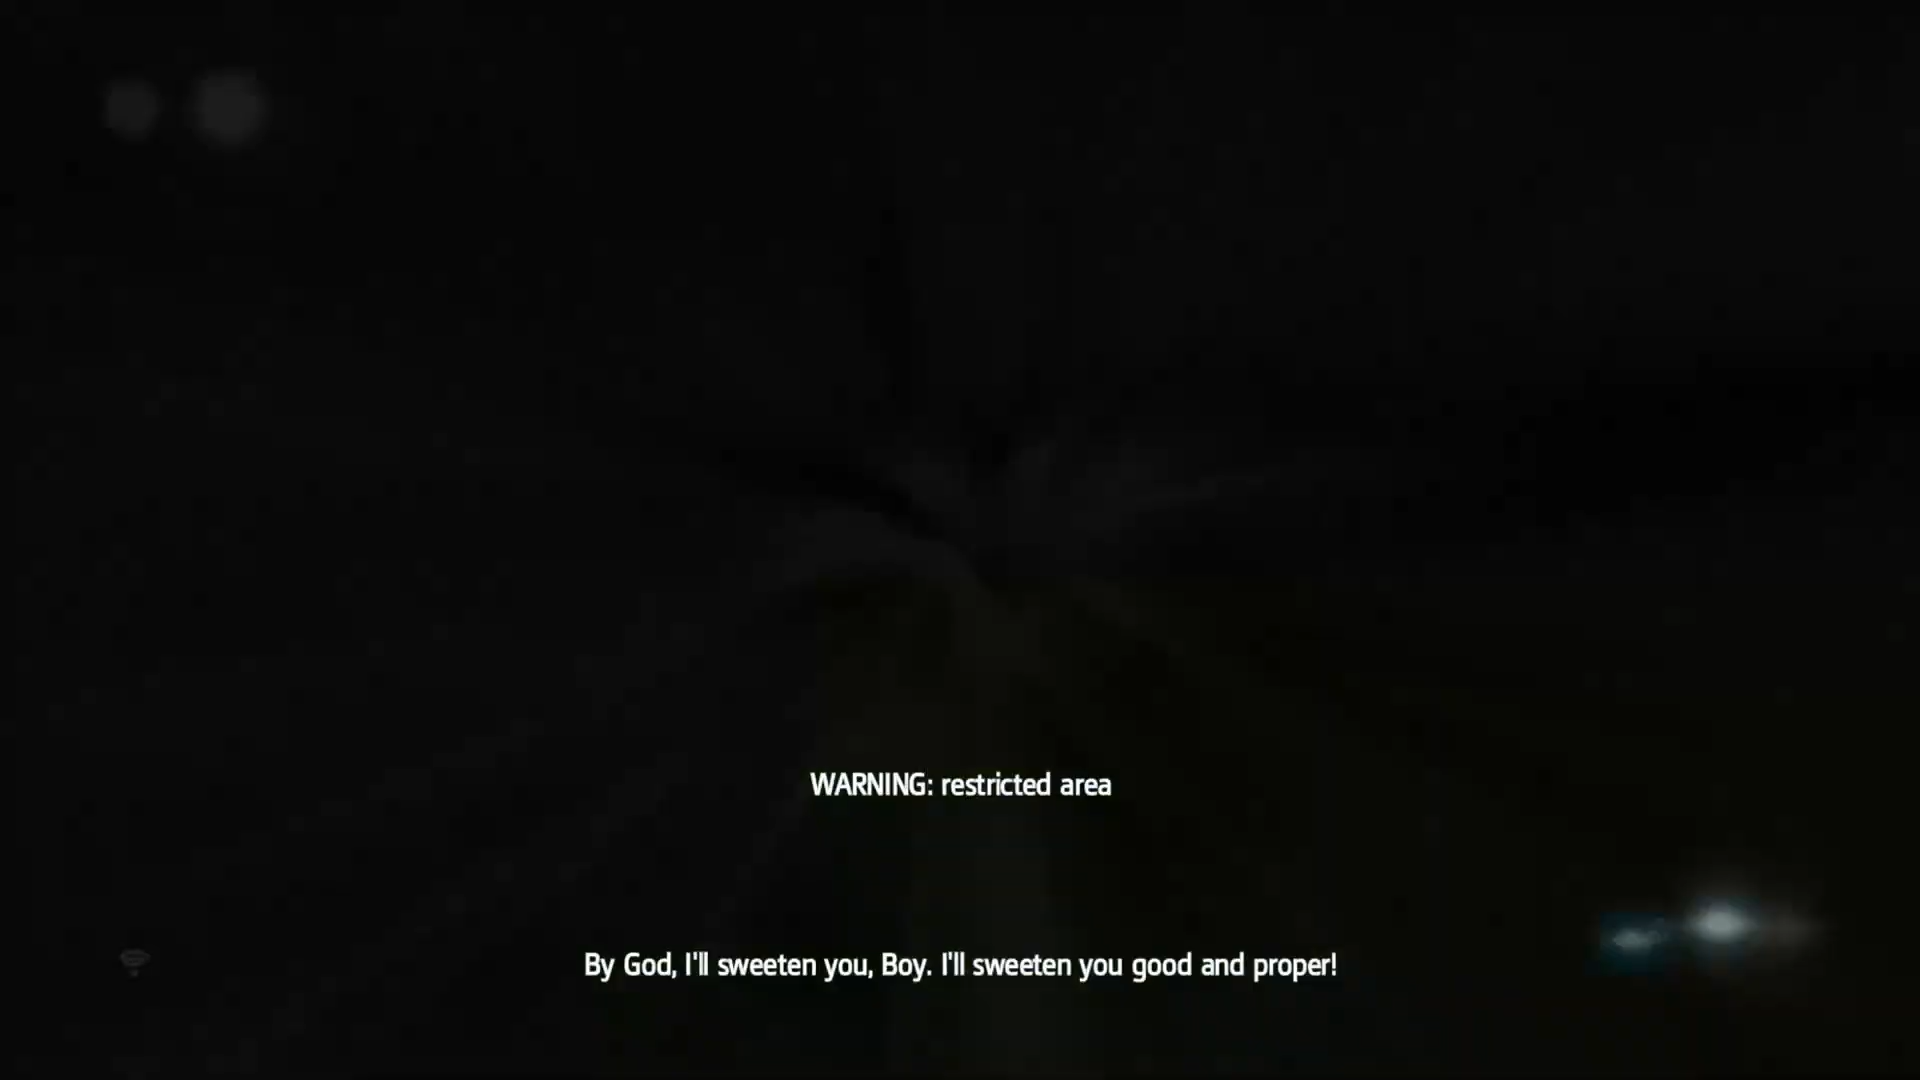 WARNING: restricted area
By God, I'll sweeten you, Boy. I'll sweeten you good and proper!